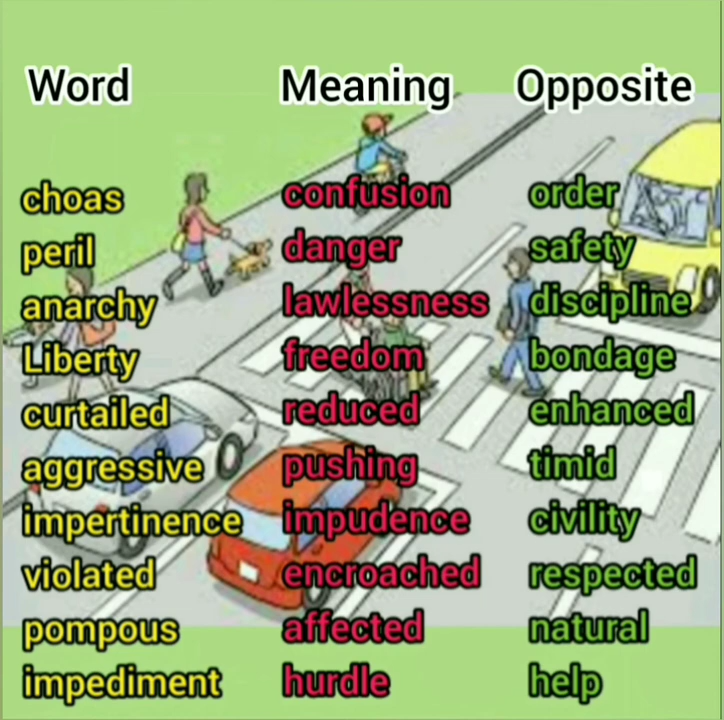 Word Meaning Opposite
choas confusion order
peril danger safety
anarchy lawlessness discipline
Liberty freedom bondage
curtailed reduced enhanced
aggressive pushing timid
impertinence impudence civility
violated encroached respected
pompous affected natural
impediment hurdle help